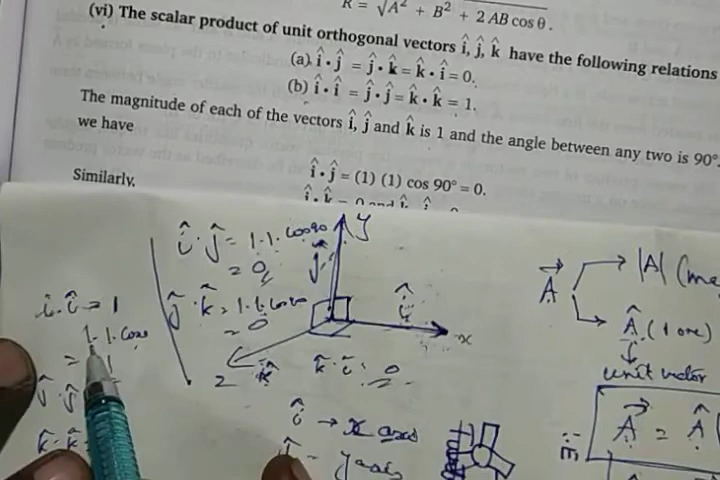 R = √A² + B² + 2 AB cos θ.
(vi) The scalar product of unit orthogonal vectors î, ĵ, k̂ have the following relations
(a) î • ĵ = ĵ • k̂ = k̂ • î = 0.
(b) î • î = ĵ • ĵ = k̂ • k̂ = 1.
The magnitude of each of the vectors î, ĵ and k̂ is 1 and the angle between any two is 90°.
we have
î • ĵ = (1) (1) cos 90° = 0.
Similarly,
î . ĵ = 1.1. cos90
= 0
ĵ . k̂ = 1.1.
= 0
î . î = 1
1.1. cos0
= 1
ĵ . ĵ
k̂ . k̂
y
ĵ
î
x
z
k̂
k̂ . î = 0
î → x axis
y axis
A⃗
→ |A|
→ Â (1 one)
unit vector
A⃗ = Â